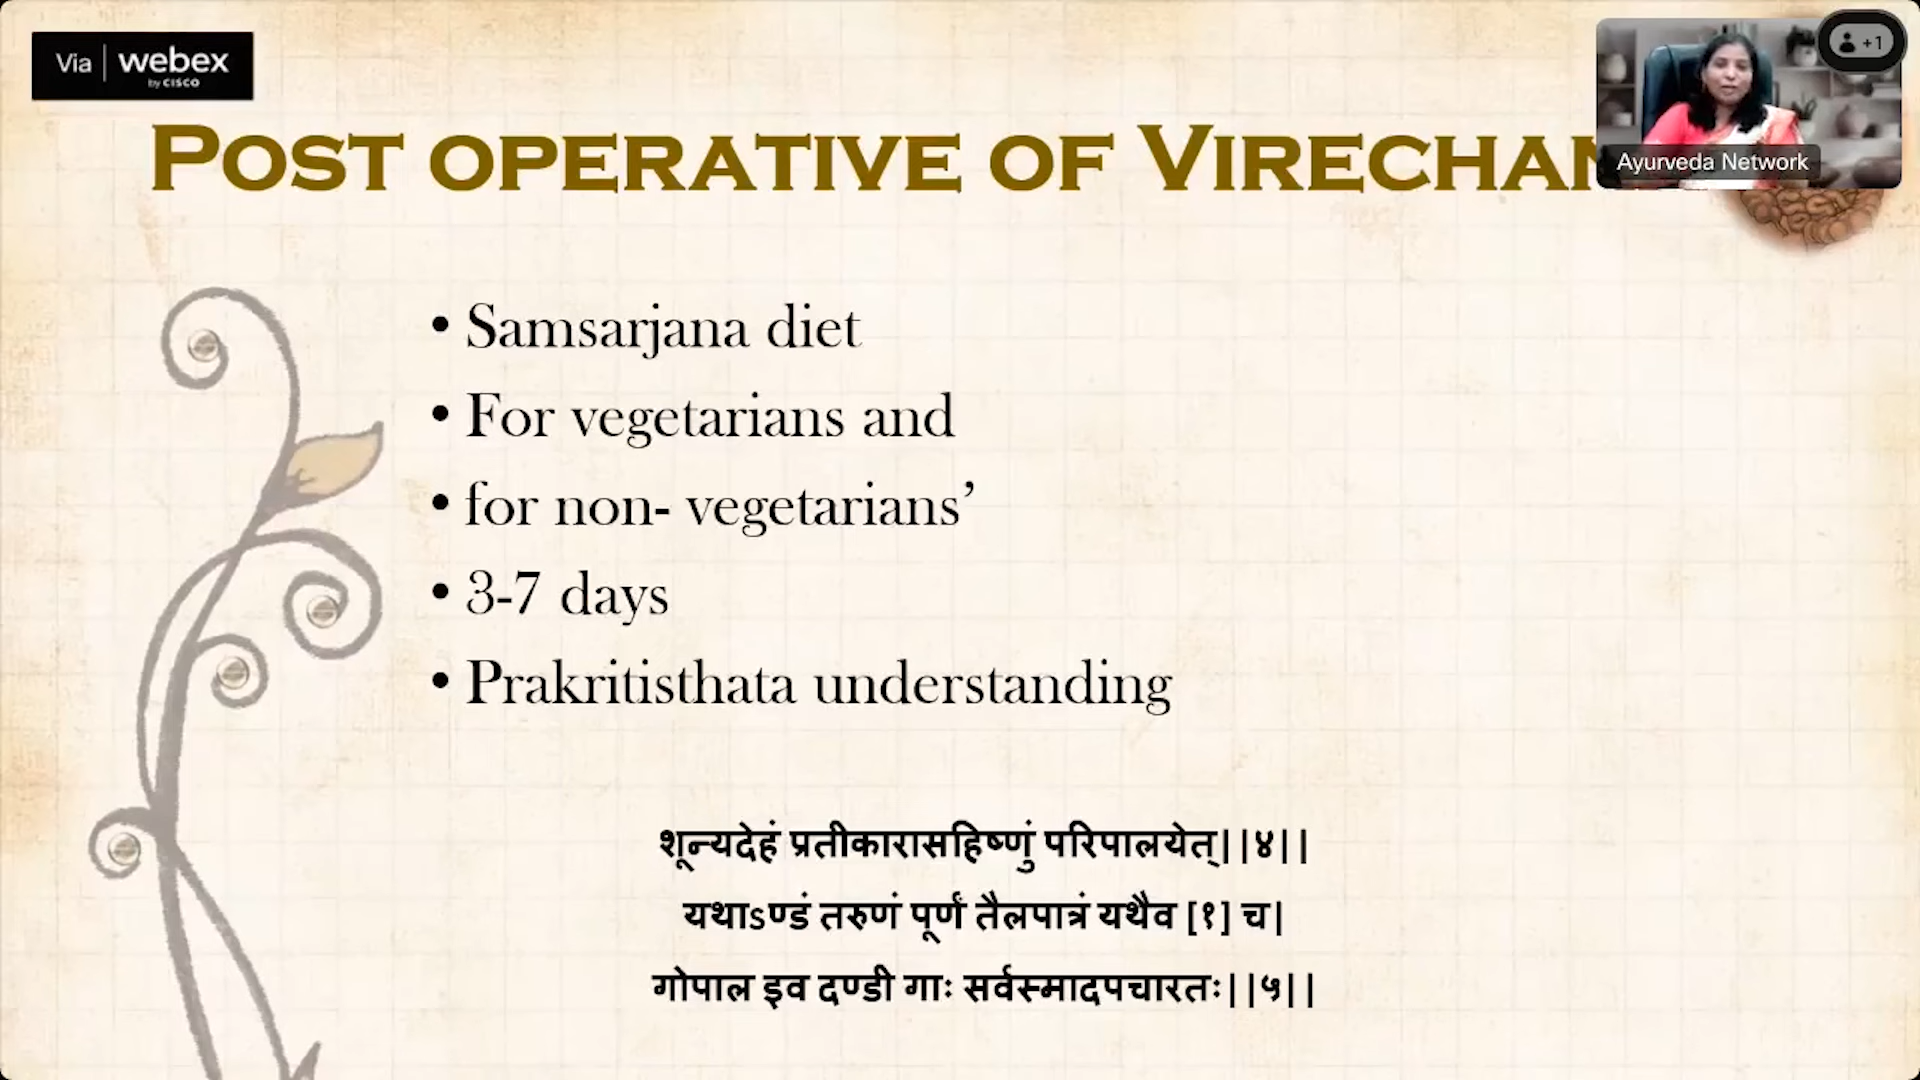 Via | webex
by CISCO
+1
POST OPERATIVE OF VIRECHAN
Ayurveda Network
• Samsarjana diet
• For vegetarians and
• for non- vegetarians’
• 3-7 days
• Prakritisthata understanding
शून्यदेहं प्रतीकारासहिष्णुं परिपालयेत्||४||
यथाऽण्डं तरुणं पूर्णं तैलपात्रं यथैव [१] च|
गोपाल इव दण्डी गाः सर्वस्मादपचारतः||५||